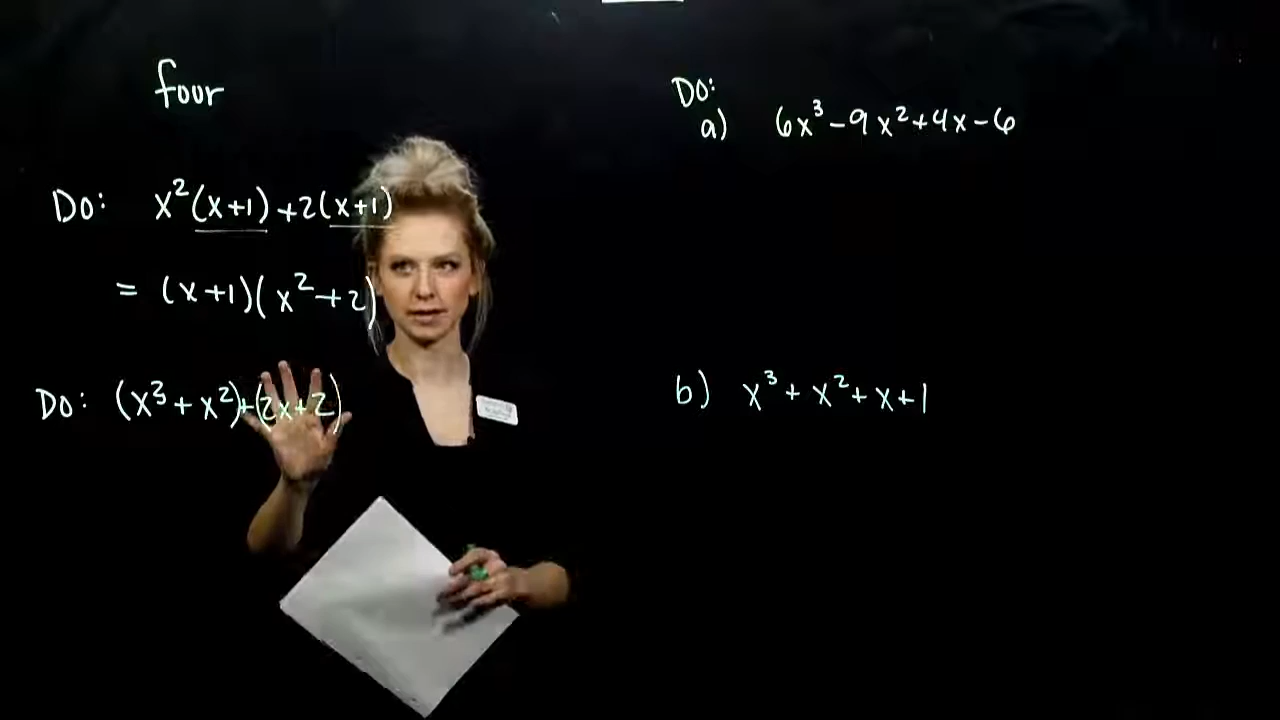 four
Do: x²(x+1)+2(x+1)
= (x+1)(x²+2)
Do: (x³+x²)+(2x+2)
Do:
a) 6x³-9x²+4x-6
b) x³+x²+x+1